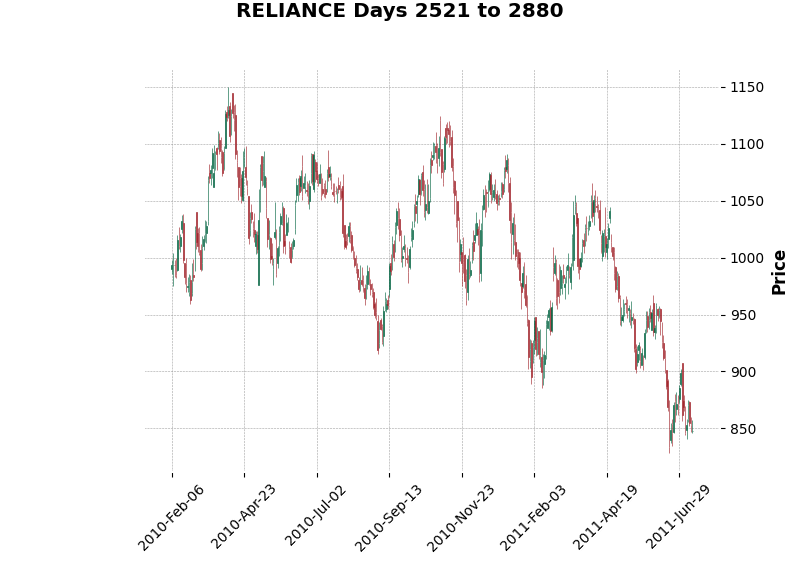 RELIANCE Days 2521 to 2880
1150
1100
1050
1000
950
900
850
Price
2010-Feb-06
2010-Apr-23
2010-Jul-02
2010-Sep-13
2010-Nov-23
2011-Feb-03
2011-Apr-19
2011-Jun-29